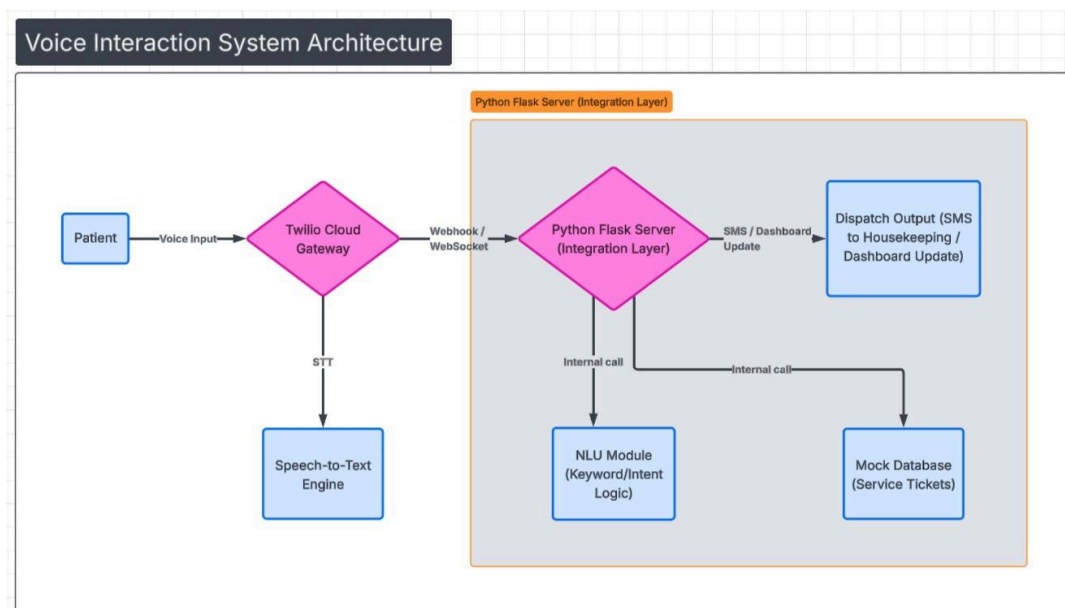 Voice Interaction System Architecture
Python Flask Server (Integration Layer)
Patient
Voice Input
Twilio Cloud
Gateway
Webhook /
WebSocket
Python Flask Server
(Integration Layer)
SMS / Dashboard
Update
Dispatch Output (SMS
to Housekeeping /
Dashboard Update)
STT
Internal call
Internal call
Speech-to-Text
Engine
NLU Module
(Keyword/Intent
Logic)
Mock Database
(Service Tickets)